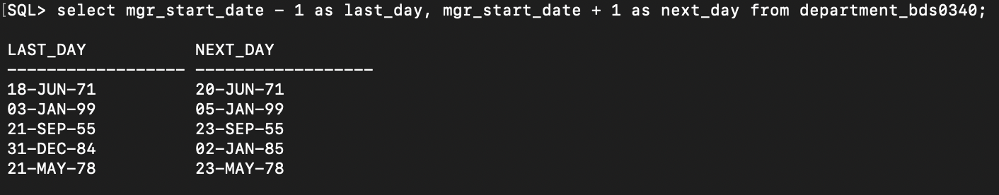 [SQL> select mgr_start_date - 1 as last_day, mgr_start_date + 1 as next_day from department_bds0340;
LAST_DAY NEXT_DAY
------------------ ------------------
18-JUN-71 20-JUN-71
03-JAN-99 05-JAN-99
21-SEP-55 23-SEP-55
31-DEC-84 02-JAN-85
21-MAY-78 23-MAY-78